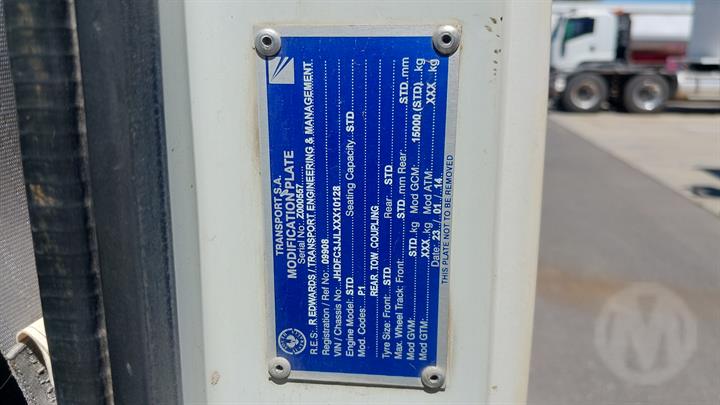 TRANSPORT S.A.
MODIFICATION PLATE
Serial No: Z000557
R.E.S: R EDWARDS / TRANSPORT ENGINEERING & MANAGEMENT
Registration / Ref No: 09908
VIN / Chassis No: JHDFC3JJLXXX10128
Engine Model: STD Seating Capacity: STD
Mod. Codes: P1
REAR TOW COUPLING
Tyre Size: Front: STD Rear: STD
Max. Wheel Track: Front: STD mm Rear: STD mm
Mod GVM: STD kg Mod GCM: 15000 (STD) kg
Mod GTM: XXX kg Mod ATM: XXX kg
Date: 23 / 01 / 14
THIS PLATE NOT TO BE REMOVED
M